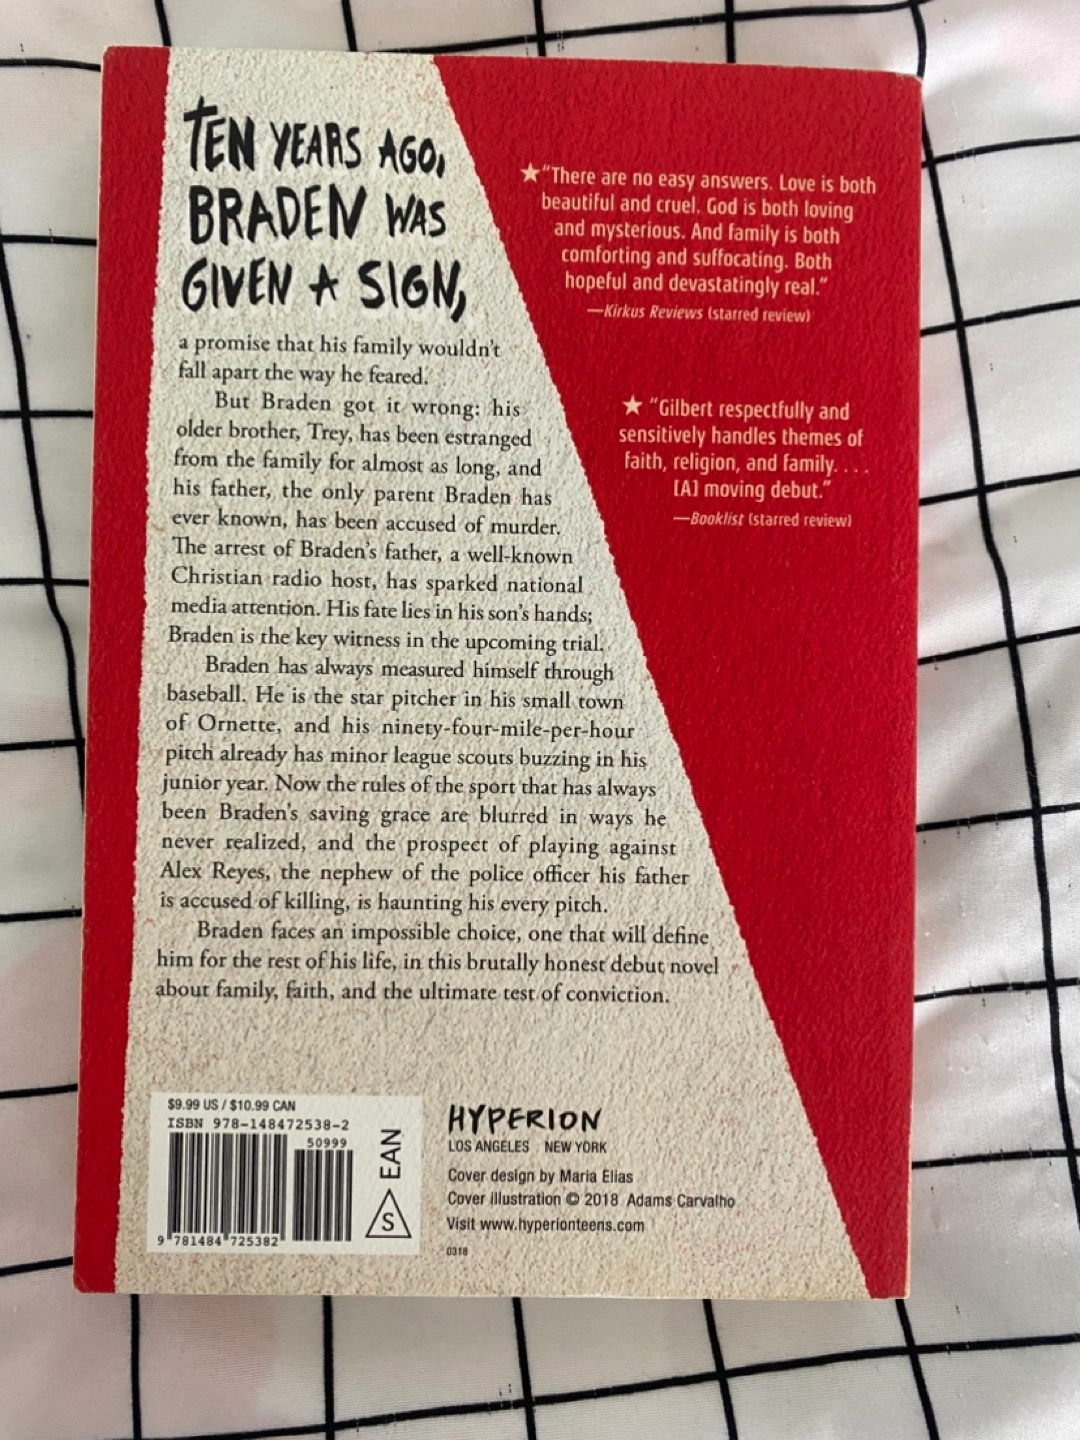 TEN YEARS AGO,
BRADEN WAS
GIVEN A SIGN,
a promise that his family wouldn't
fall apart the way he feared.
But Braden got it wrong: his
older brother, Trey, has been estranged
from the family for almost as long, and
his father, the only parent Braden has
ever known, has been accused of murder.
The arrest of Braden's father, a well-known
Christian radio host, has sparked national
media attention. His fate lies in his son's hands;
Braden is the key witness in the upcoming trial.
Braden has always measured himself through
baseball. He is the star pitcher in his small town
of Ornette, and his ninety-four-mile-per-hour
pitch already has minor league scouts buzzing in his
junior year. Now the rules of the sport that has always
been Braden's saving grace are blurred in ways he
never realized, and the prospect of playing against
Alex Reyes, the nephew of the police officer his father
is accused of killing, is haunting his every pitch.
Braden faces an impossible choice, one that will define
him for the rest of his life, in this brutally honest debut novel
about family, faith, and the ultimate test of conviction.
★"There are no easy answers. Love is both
beautiful and cruel. God is both loving
and mysterious. And family is both
comforting and suffocating. Both
hopeful and devastatingly real."
—Kirkus Reviews (starred review)
★ "Gilbert respectfully and
sensitively handles themes of
faith, religion, and family. . . .
[A] moving debut."
—Booklist (starred review)
$9.99 US / $10.99 CAN
ISBN 978-148472538-2
50999
9 781484 725382
EAN
S
HYPERION
LOS ANGELES NEW YORK
Cover design by Maria Elias
Cover illustration © 2018 Adams Carvalho
Visit www.hyperionteens.com
0318